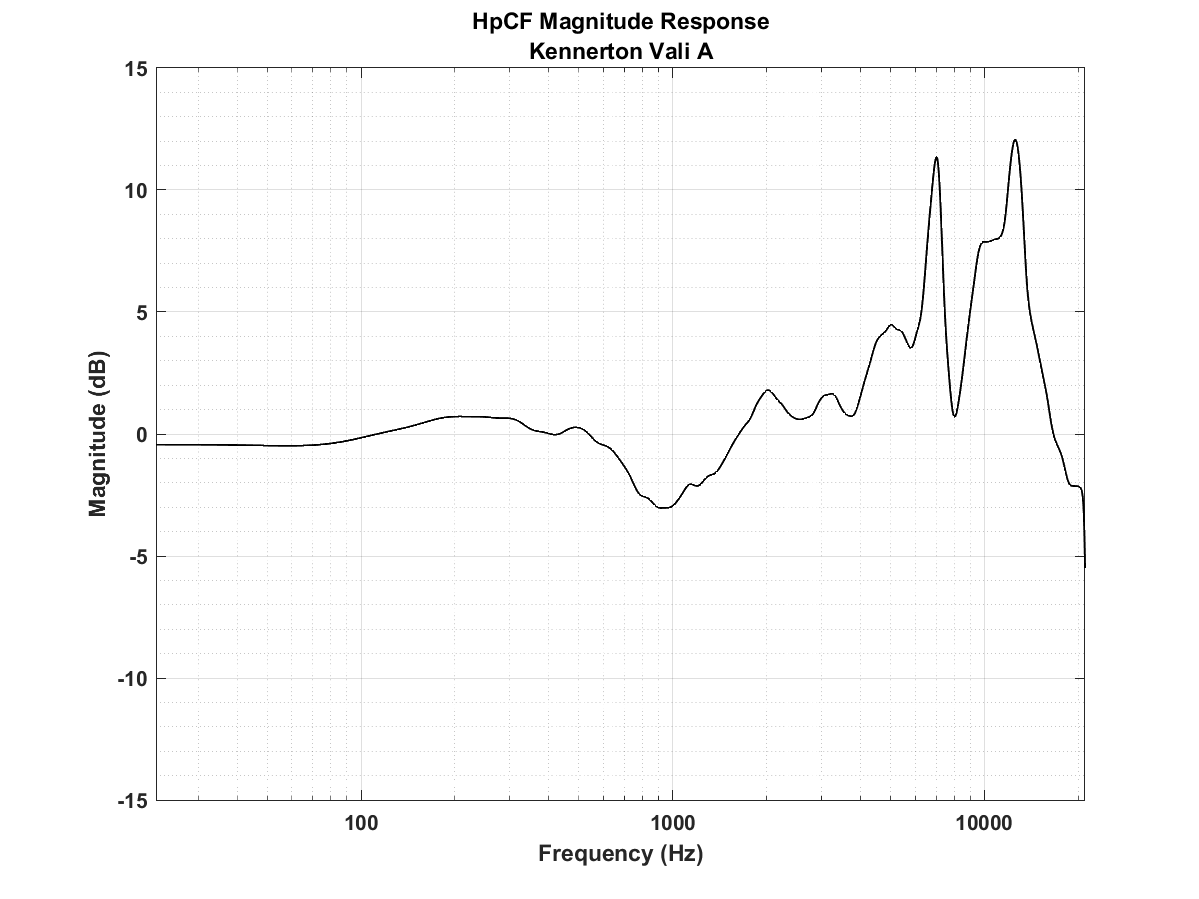 HpCF Magnitude Response
Kennerton Vali A
15
10
5
0
-5
-10
-15
Magnitude (dB)
100
1000
10000
Frequency (Hz)